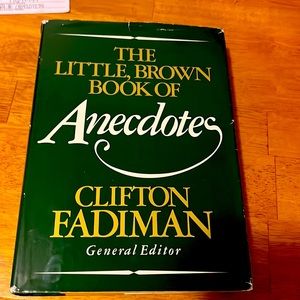 THE
LITTLE, BROWN
BOOK OF
Anecdotes
CLIFTON
FADIMAN
General Editor